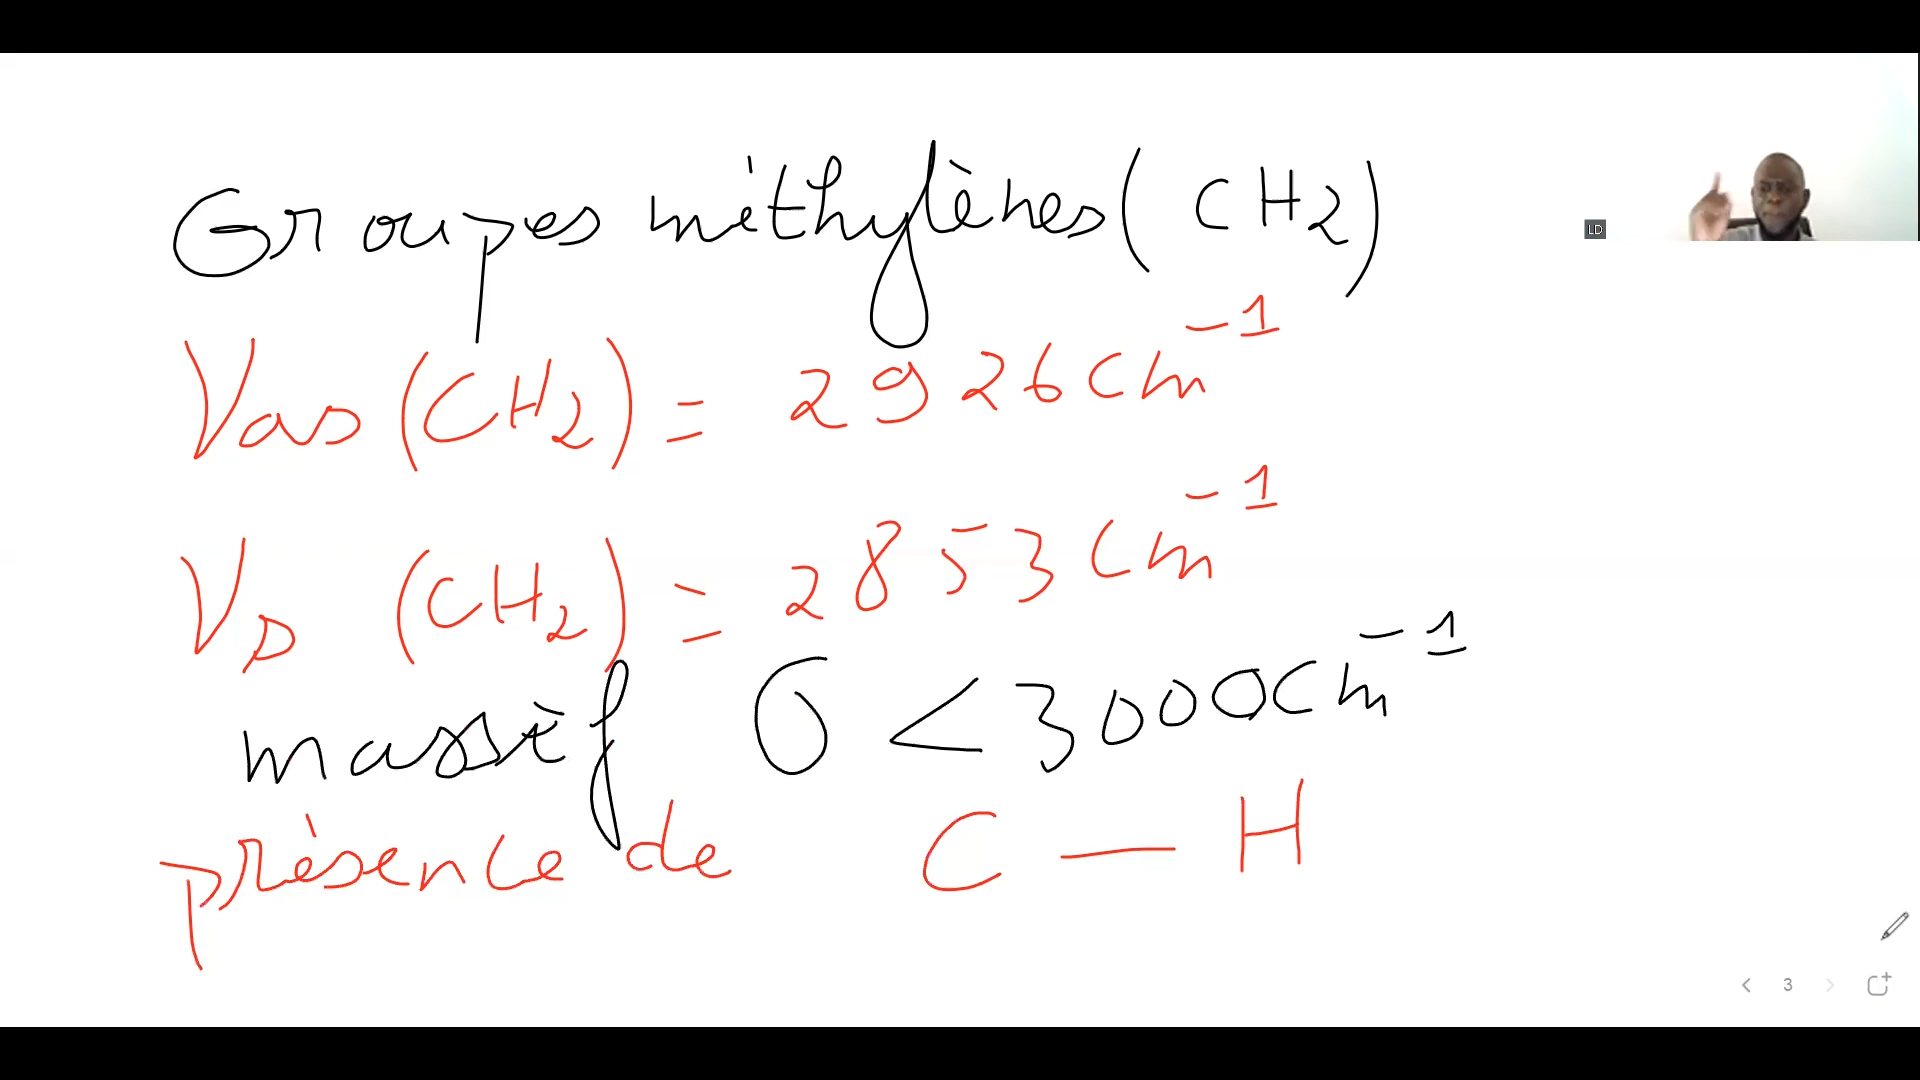 Groupes méthylènes (CH2)
Vas (CH2) = 2926 cm-1
Vs (CH2) = 2853 cm-1
massif σ < 3000 cm-1
présence de C — H
LD
3